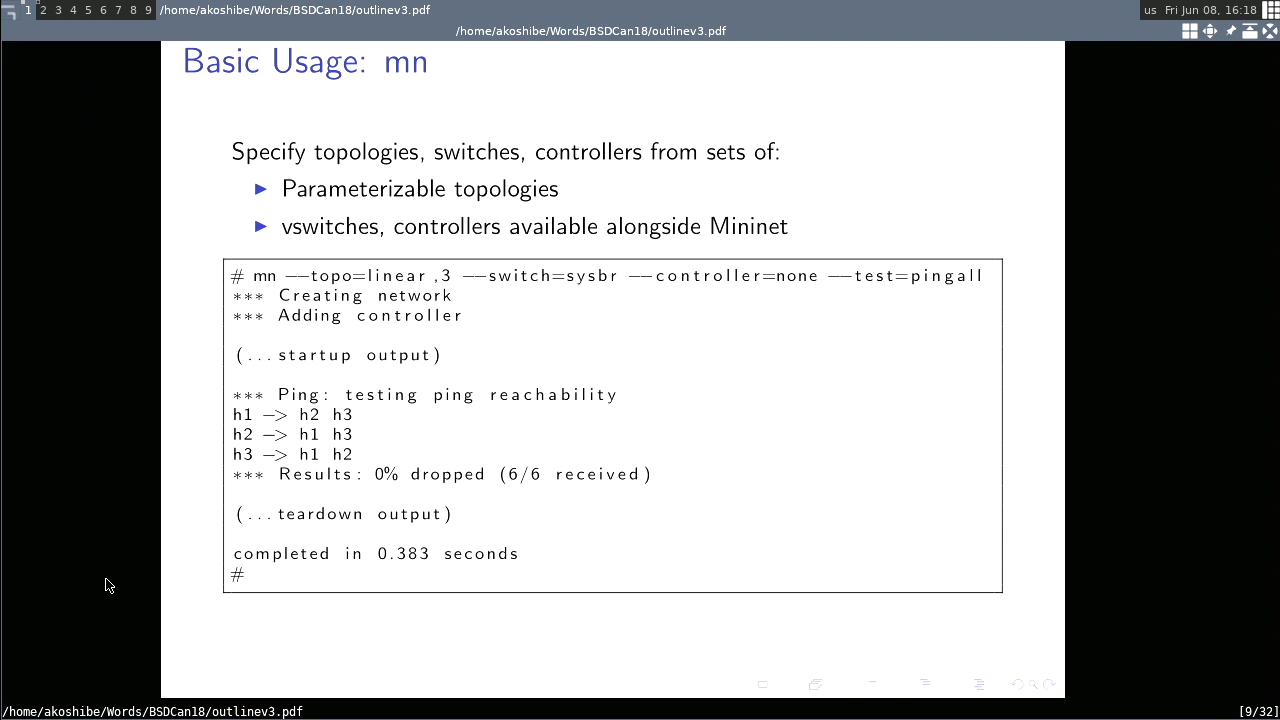 1 2 3 4 5 6 7 8 9 /home/akoshibe/Words/BSDCan18/outlinev3.pdf us Fri Jun 08, 16:18
/home/akoshibe/Words/BSDCan18/outlinev3.pdf
Basic Usage: mn
Specify topologies, switches, controllers from sets of:
▶ Parameterizable topologies
▶ vswitches, controllers available alongside Mininet
# mn --topo=linear,3 --switch=sysbr --controller=none --test=pingall
*** Creating network
*** Adding controller
(...startup output)
*** Ping: testing ping reachability
h1 -> h2 h3
h2 -> h1 h3
h3 -> h1 h2
*** Results: 0% dropped (6/6 received)
(...teardown output)
completed in 0.383 seconds
#
/home/akoshibe/Words/BSDCan18/outlinev3.pdf [9/32]